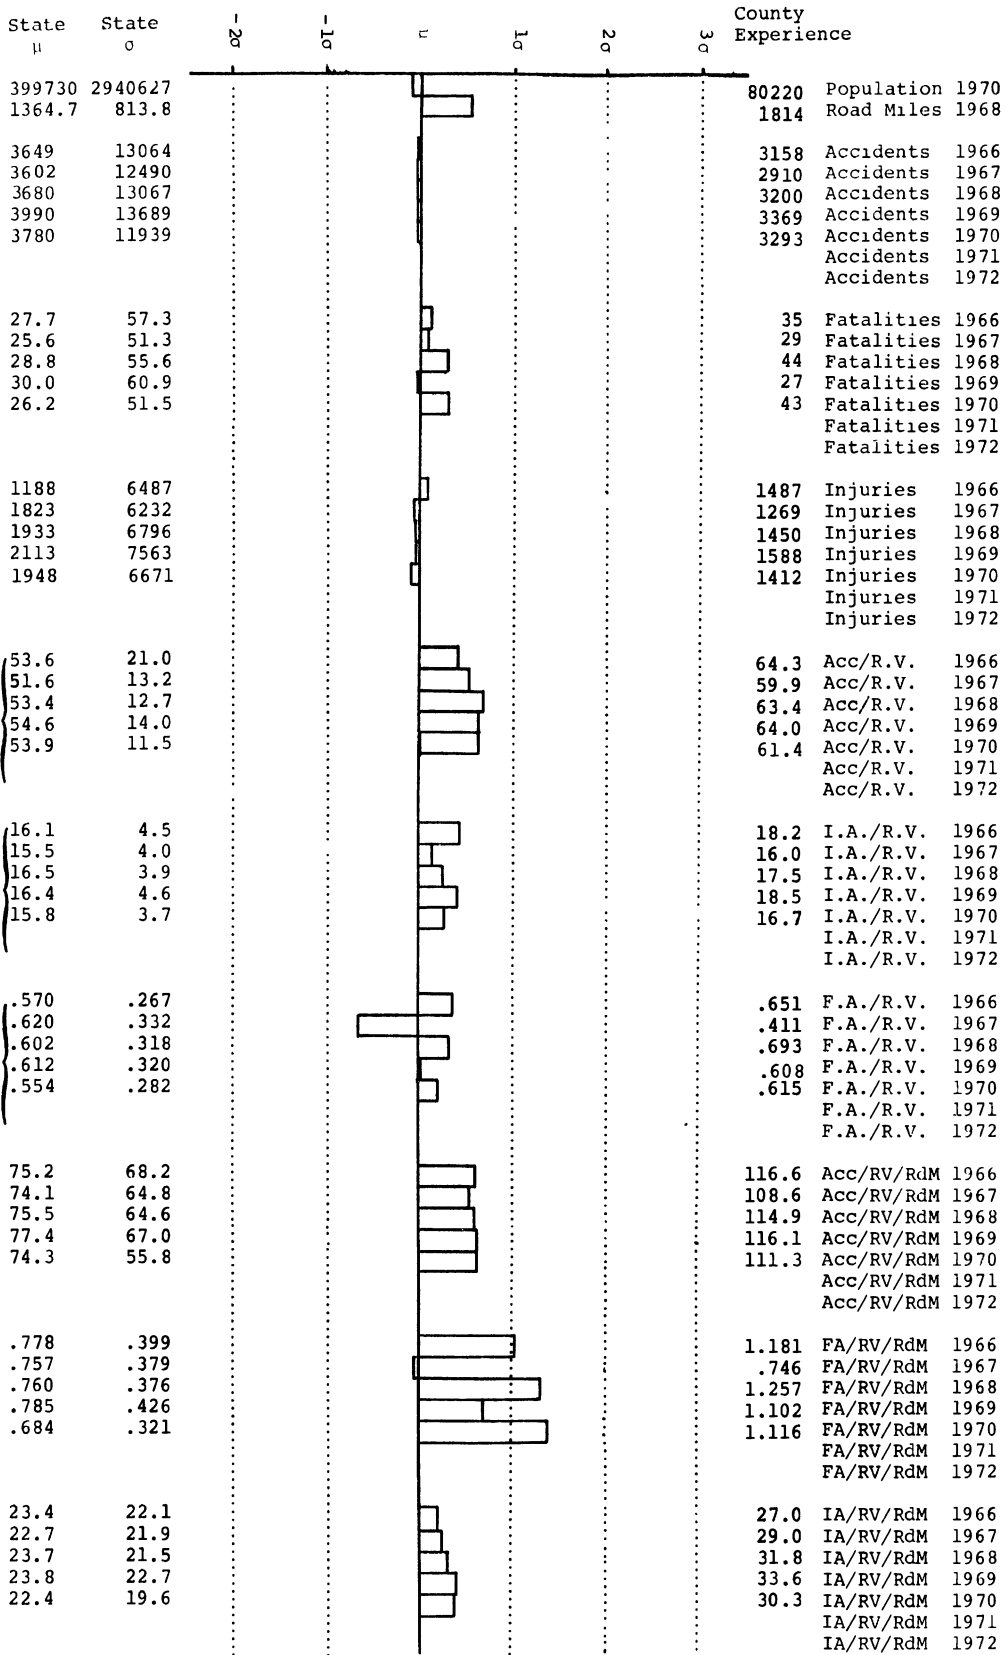 State State -2σ -1σ μ 1σ 2σ 3σ County
μ σ Experience
399730 2940627 80220 Population 1970
1364.7 813.8 1814 Road Miles 1968
3649 13064 3158 Accidents 1966
3602 12490 2910 Accidents 1967
3680 13067 3200 Accidents 1968
3990 13689 3369 Accidents 1969
3780 11939 3293 Accidents 1970
Accidents 1971
Accidents 1972
27.7 57.3 35 Fatalities 1966
25.6 51.3 29 Fatalities 1967
28.8 55.6 44 Fatalities 1968
30.0 60.9 27 Fatalities 1969
26.2 51.5 43 Fatalities 1970
Fatalities 1971
Fatalities 1972
1188 6487 1487 Injuries 1966
1823 6232 1269 Injuries 1967
1933 6796 1450 Injuries 1968
2113 7563 1588 Injuries 1969
1948 6671 1412 Injuries 1970
Injuries 1971
Injuries 1972
53.6 21.0 64.3 Acc/R.V. 1966
51.6 13.2 59.9 Acc/R.V. 1967
53.4 12.7 63.4 Acc/R.V. 1968
54.6 14.0 64.0 Acc/R.V. 1969
53.9 11.5 61.4 Acc/R.V. 1970
Acc/R.V. 1971
Acc/R.V. 1972
16.1 4.5 18.2 I.A./R.V. 1966
15.5 4.0 16.0 I.A./R.V. 1967
16.5 3.9 17.5 I.A./R.V. 1968
16.4 4.6 18.5 I.A./R.V. 1969
15.8 3.7 16.7 I.A./R.V. 1970
I.A./R.V. 1971
I.A./R.V. 1972
.570 .267 .651 F.A./R.V. 1966
.620 .332 .411 F.A./R.V. 1967
.602 .318 .693 F.A./R.V. 1968
.612 .320 .608 F.A./R.V. 1969
.554 .282 .615 F.A./R.V. 1970
F.A./R.V. 1971
F.A./R.V. 1972
75.2 68.2 116.6 Acc/RV/RdM 1966
74.1 64.8 108.6 Acc/RV/RdM 1967
75.5 64.6 114.9 Acc/RV/RdM 1968
77.4 67.0 116.1 Acc/RV/RdM 1969
74.3 55.8 111.3 Acc/RV/RdM 1970
Acc/RV/RdM 1971
Acc/RV/RdM 1972
.778 .399 1.181 FA/RV/RdM 1966
.757 .379 .746 FA/RV/RdM 1967
.760 .376 1.257 FA/RV/RdM 1968
.785 .426 1.102 FA/RV/RdM 1969
.684 .321 1.116 FA/RV/RdM 1970
FA/RV/RdM 1971
FA/RV/RdM 1972
23.4 22.1 27.0 IA/RV/RdM 1966
22.7 21.9 29.0 IA/RV/RdM 1967
23.7 21.5 31.8 IA/RV/RdM 1968
23.8 22.7 33.6 IA/RV/RdM 1969
22.4 19.6 30.3 IA/RV/RdM 1970
IA/RV/RdM 1971
IA/RV/RdM 1972